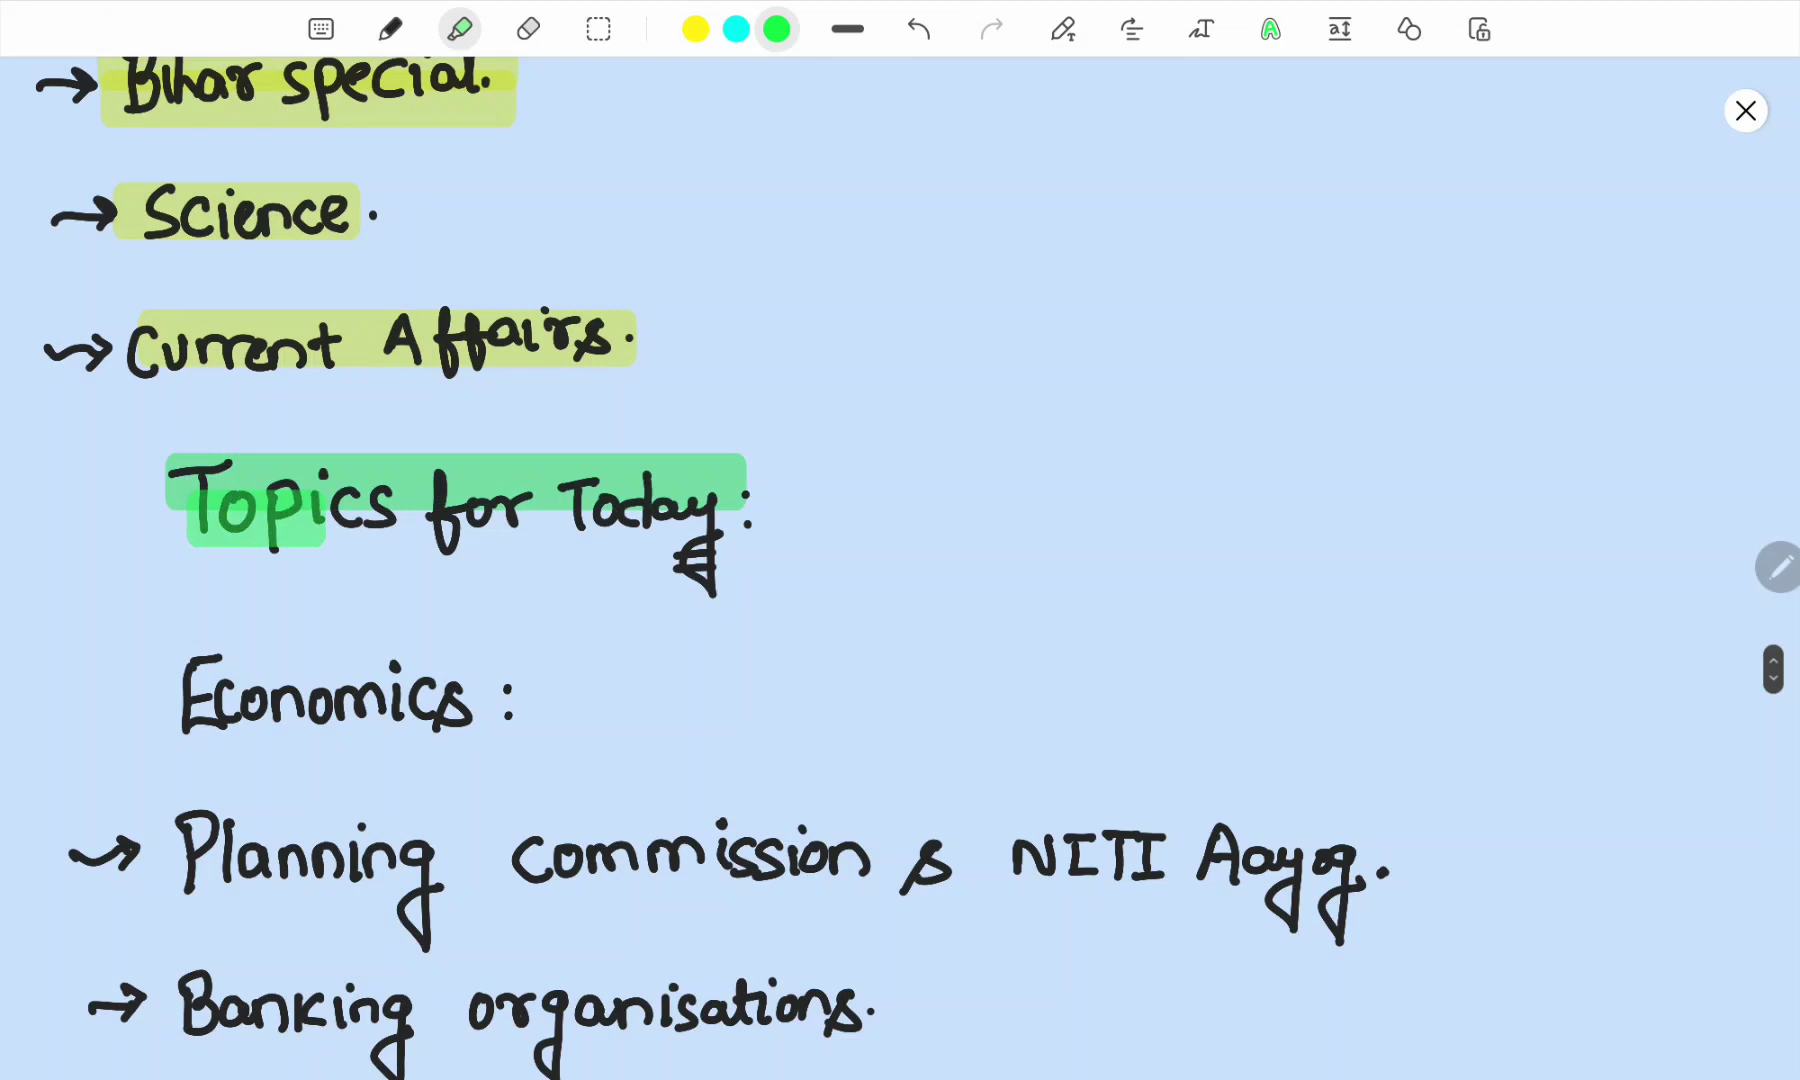 → Bihar special.
→ Science.
→ Current Affairs.
Topics for Today:
Economics:
→ Planning commission & NITI Aayog.
→ Banking organisations.